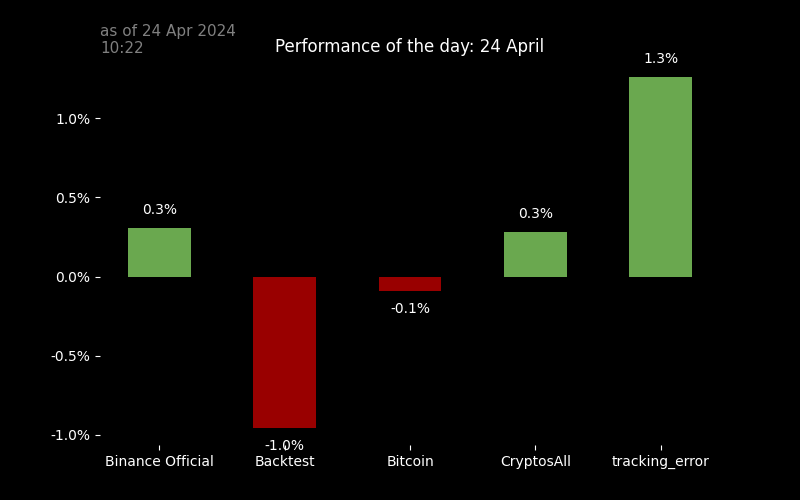 as of 24 Apr 2024
10:22
Performance of the day: 24 April
1.3%
1.0%
0.5%
0.3%
0.3%
0.0%
-0.1%
-0.5%
-1.0%
-1.0%
Binance Official
Backtest
Bitcoin
CryptosAll
tracking_error